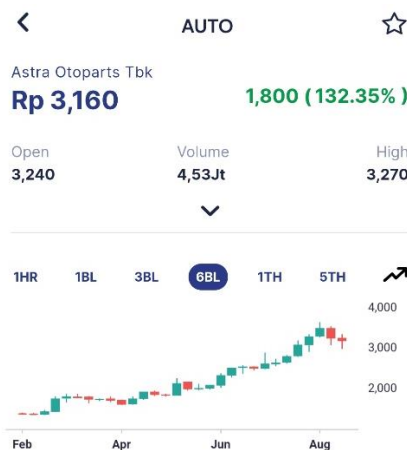 AUTO
Astra Otoparts Tbk
Rp 3,160
1,800 (132.35%)
Open
Volume
High
3,240
4,53Jt
3,270
1HR 1BL 3BL 6BL 1TH 5TH
4,000
3,000
2,000
Feb Apr Jun Aug